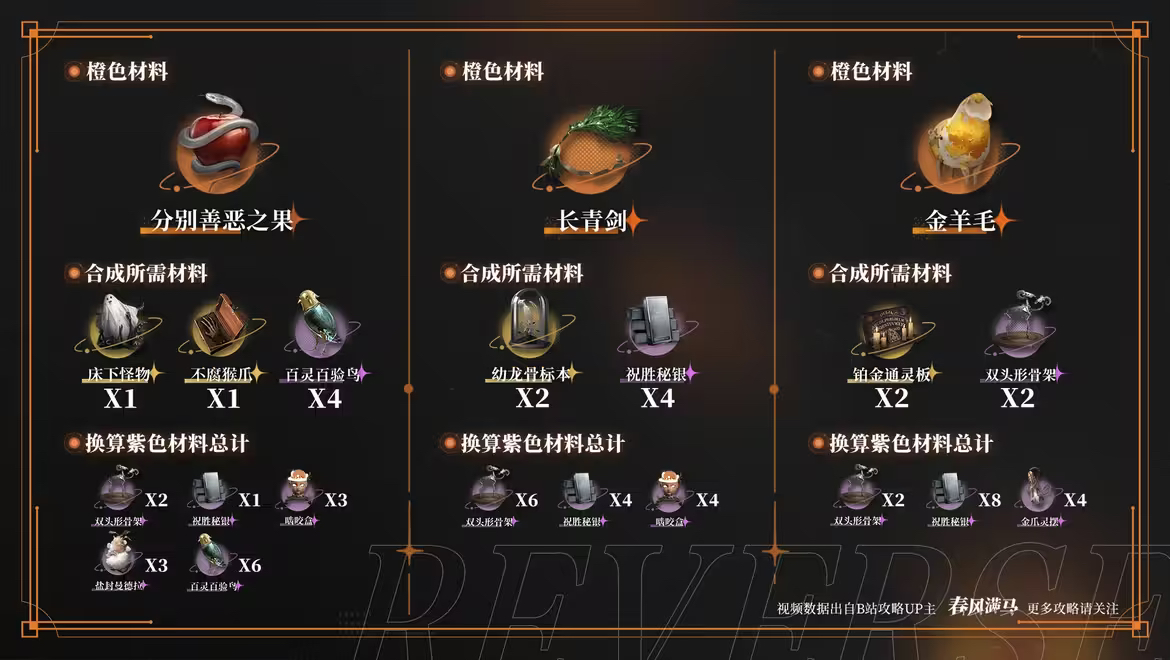 橙色材料
分别善恶之果
合成所需材料
床下怪物 不腐猴爪 百灵百验鸟
X1 X1 X4
换算紫色材料总计
X2 X1 X3
双头形骨架 祝胜秘银 啮咬盒
X3 X6
盐封曼德拉 百灵百验鸟
橙色材料
长青剑
合成所需材料
幼龙骨标本 祝胜秘银
X2 X4
换算紫色材料总计
X6 X4 X4
双头形骨架 祝胜秘银 啮咬盒
橙色材料
金羊毛
合成所需材料
铂金通灵板 双头形骨架
X2 X2
换算紫色材料总计
X2 X8 X4
双头形骨架 祝胜秘银 金爪灵摆
REVERSE
视频数据出自B站攻略UP主 春风满马 更多攻略请关注